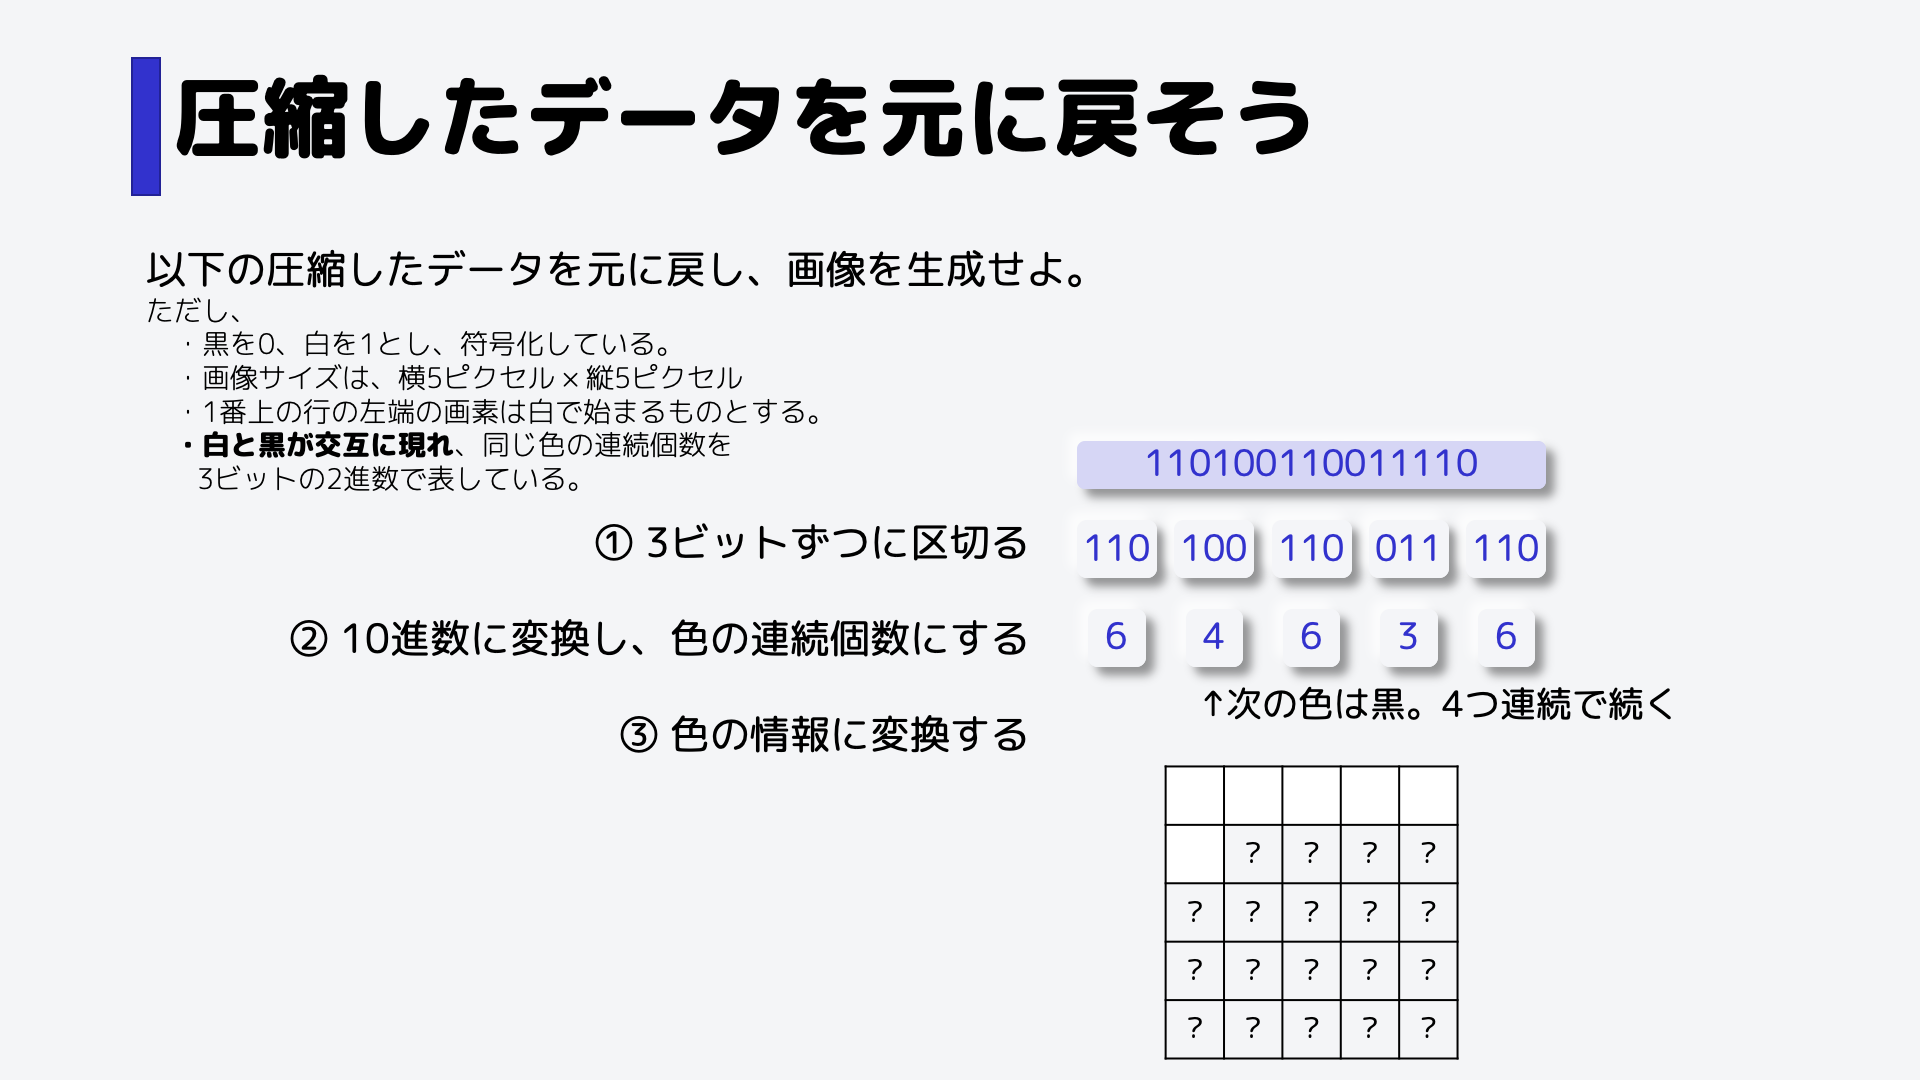 圧縮したデータを元に戻そう
以下の圧縮したデータを元に戻し、画像を生成せよ。
ただし、
・黒を0、白を1とし、符号化している。
・画像サイズは、横5ピクセル × 縦5ピクセル
・1番上の行の左端の画素は白で始まるものとする。
・白と黒が交互に現れ、同じ色の連続個数を
3ビットの2進数で表している。
110100110011110
① 3ビットずつに区切る
110 100 110 011 110
② 10進数に変換し、色の連続個数にする
6 4 6 3 6
↑次の色は黒。4つ連続で続く
③ 色の情報に変換する
? ? ? ?
? ? ? ? ?
? ? ? ? ?
? ? ? ? ?